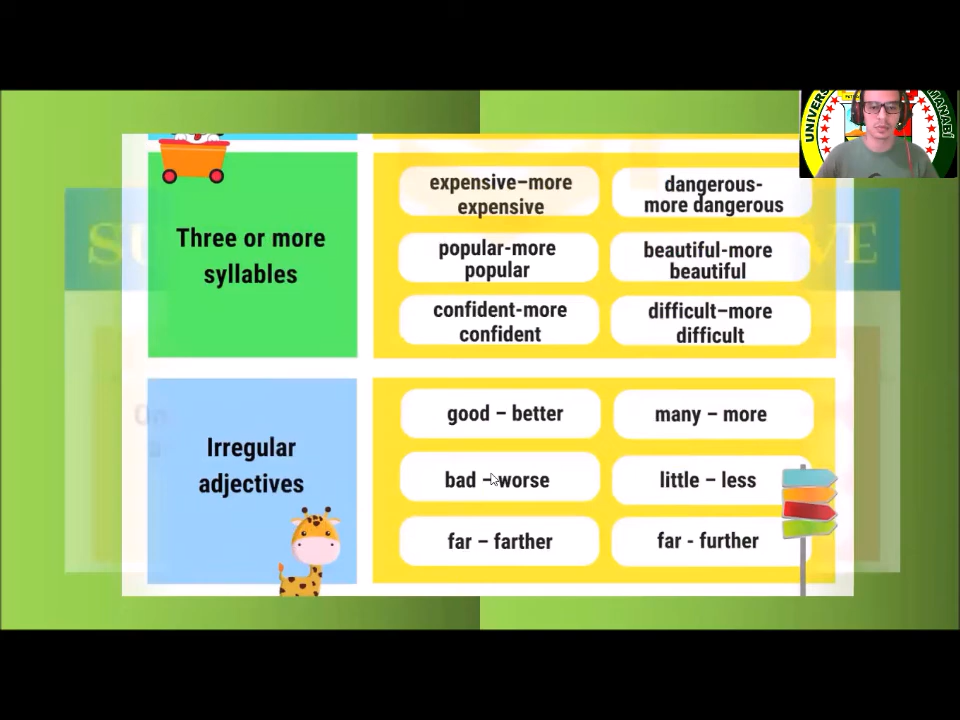 Three or more
syllables
expensive–more
expensive
dangerous-
more dangerous
popular-more
popular
beautiful-more
beautiful
confident-more
confident
difficult–more
difficult
Irregular
adjectives
good – better
many – more
bad – worse
little – less
far – farther
far - further